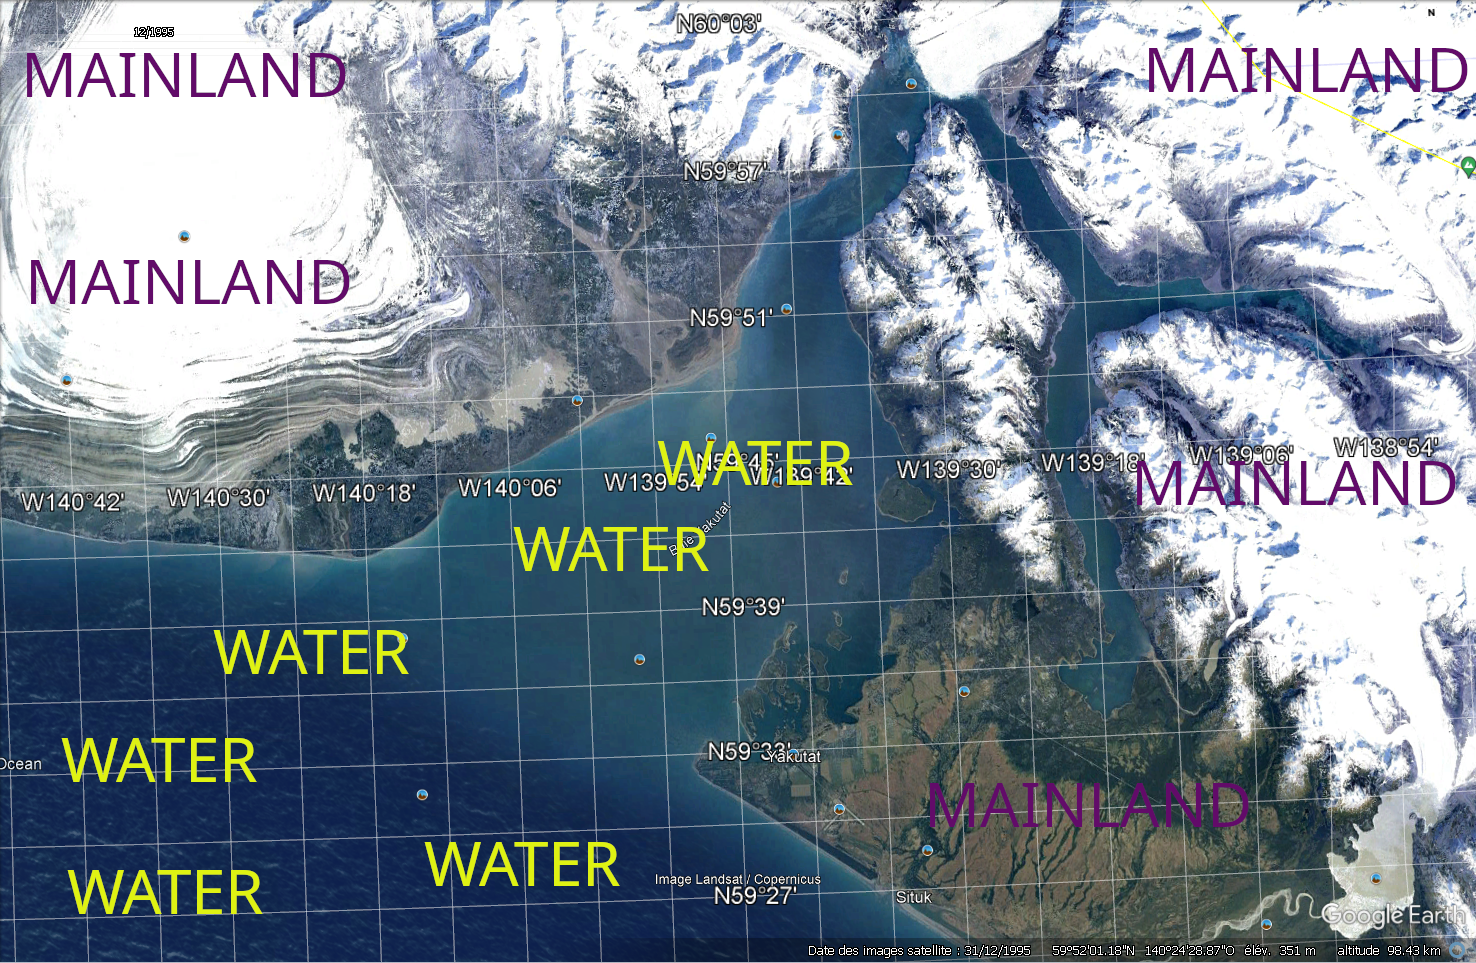 N60°03'
N
12/1995
MAINLAND
MAINLAND
N59°57'
MAINLAND
N59°51'
WATER
N59°45'
W138°54'
W139°06'
W139°18'
W139°30'
W139°42'
W139°54'
W140°06'
W140°18'
W140°30'
W140°42'
MAINLAND
WATER
Baie Yakutat
N59°39'
WATER
WATER
N59°33'
Yakutat
Ocean
MAINLAND
WATER
WATER
Image Landsat / Copernicus
N59°27'
Situk
Google Earth
Date des images satellite : 31/12/1995 59°52'01.18"N 140°24'28.87"O élév. 351 m altitude 98.43 km